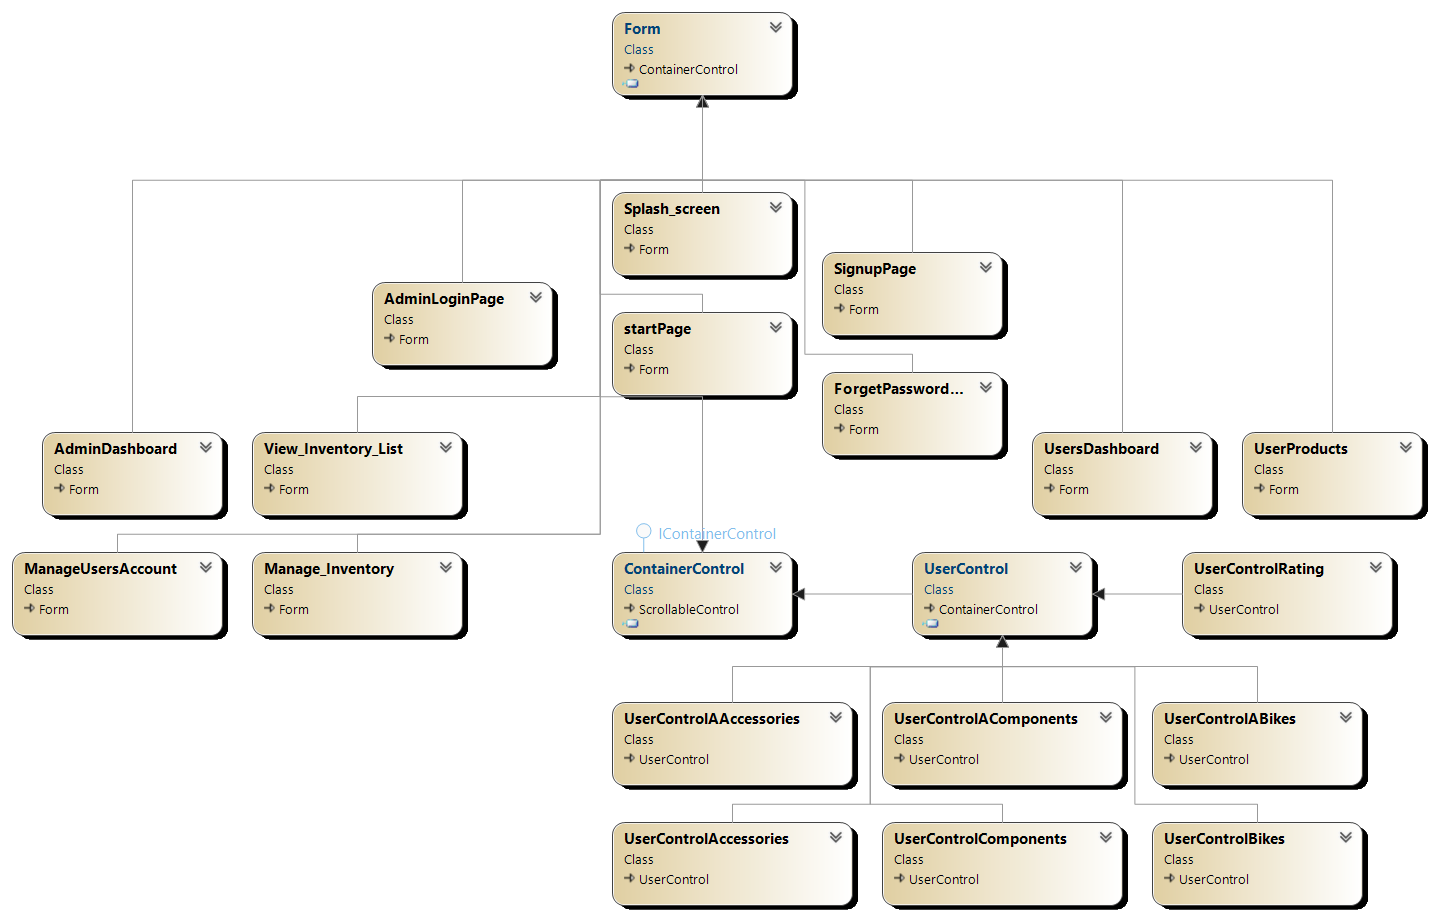 Form
Class
ContainerControl
Splash_screen
Class
Form
SignupPage
Class
Form
AdminLoginPage
Class
Form
startPage
Class
Form
ForgetPassword...
Class
Form
AdminDashboard
Class
Form
View_Inventory_List
Class
Form
UsersDashboard
Class
Form
UserProducts
Class
Form
IContainerControl
ManageUsersAccount
Class
Form
Manage_Inventory
Class
Form
ContainerControl
Class
ScrollableControl
UserControl
Class
ContainerControl
UserControlRating
Class
UserControl
UserControlAAccessories
Class
UserControl
UserControlAComponents
Class
UserControl
UserControlABikes
Class
UserControl
UserControlAccessories
Class
UserControl
UserControlComponents
Class
UserControl
UserControlBikes
Class
UserControl